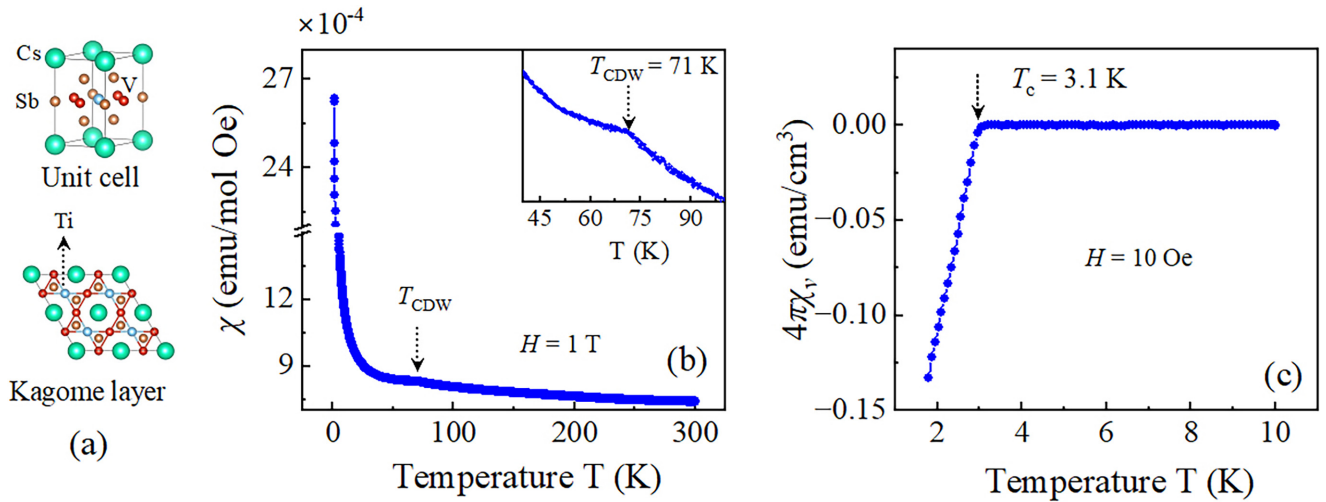 Cs
V
Sb
Unit cell
Ti
Kagome layer
(a)
×10⁻⁴
27
24
12
9
χ (emu/mol Oe)
T_CDW = 71 K
45 60 75 90
T (K)
T_CDW
H = 1 T
(b)
0 100 200 300
Temperature T (K)
T_c = 3.1 K
0.00
−0.05
−0.10
−0.15
4πχ_v (emu/cm³)
H = 10 Oe
(c)
2 4 6 8 10
Temperature T (K)